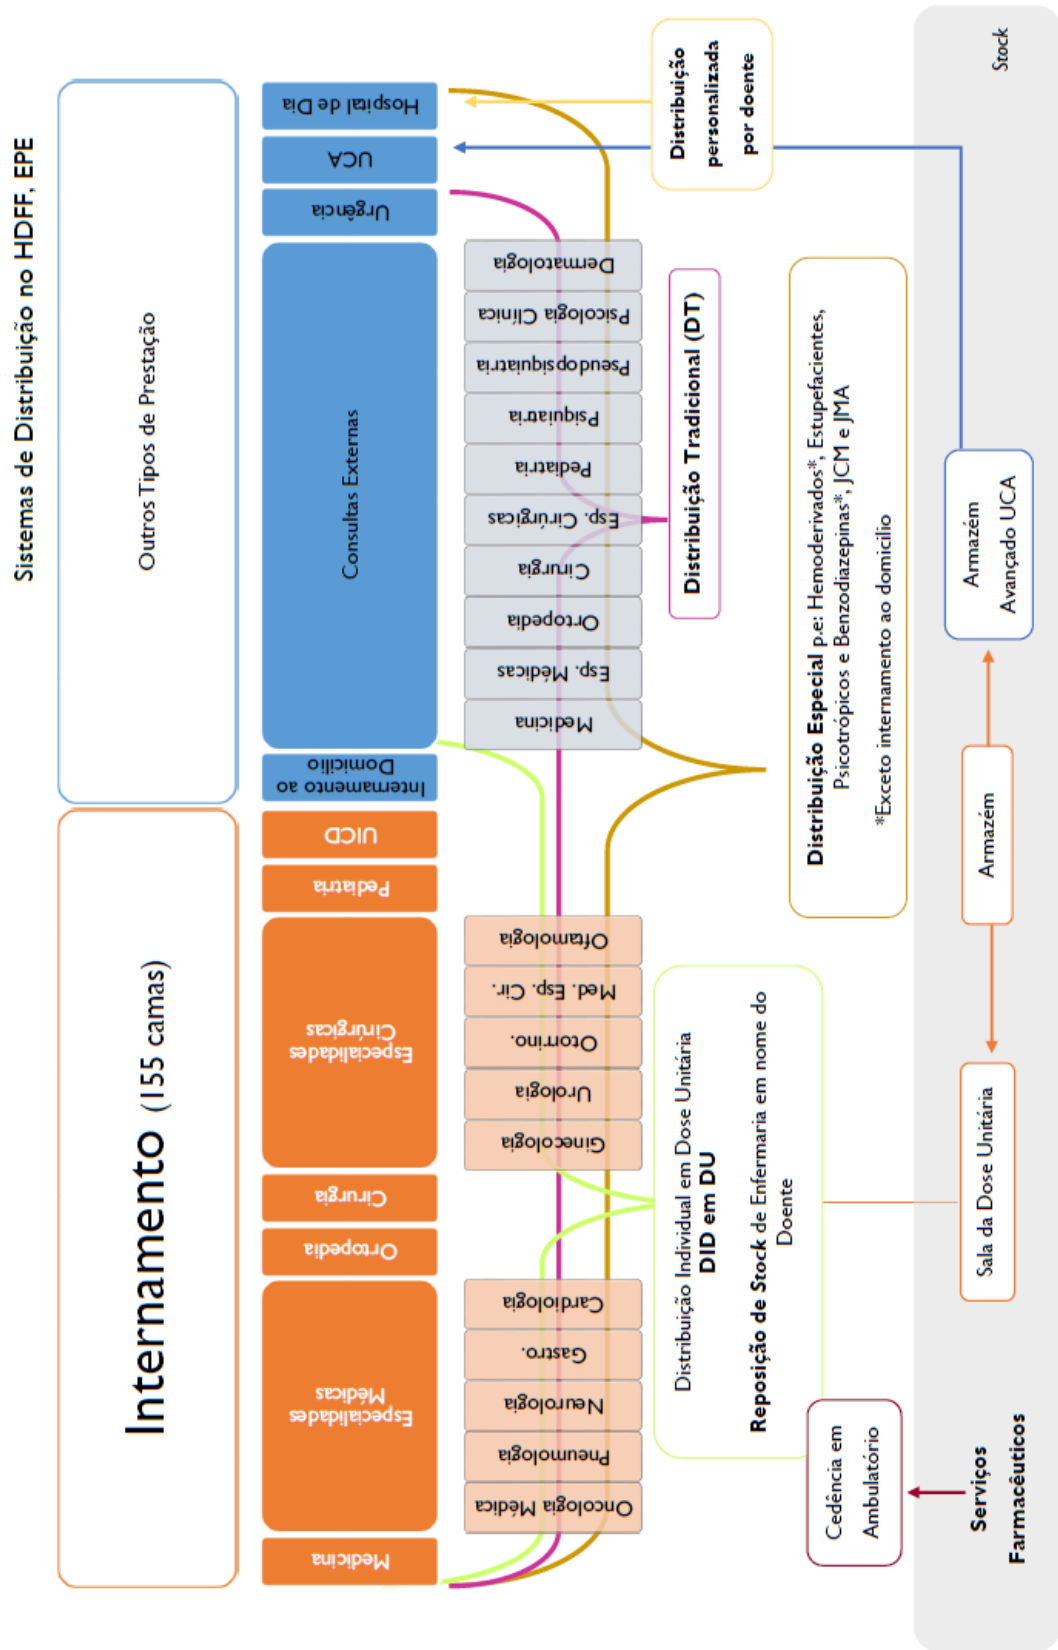 Sistemas de Distribuição no HDFF, EPE
Internamento (155 camas)
Outros Tipos de Prestação
Medicina
Especialidades
Médicas
Ortopedia
Cirurgia
Especialidades
Cirúrgicas
Pediatria
UICD
Internamento ao
Domicílio
Consultas Externas
Urgência
UCA
Hospital de Dia
Oncologia Médica
Pneumologia
Neurologia
Gastro.
Cardiologia
Ginecologia
Urologia
Otorrino.
Med. Esp. Cir.
Oftamologia
Medicina
Esp. Médicas
Ortopedia
Cirurgia
Esp. Cirúrgicas
Pediatria
Psiquiatria
Pseudopsiquiatria
Psicologia Clínica
Dermatologia
Distribuição Individual em Dose Unitária
DID em DU
Reposição de Stock de Enfermaria em nome do
Doente
Distribuição Tradicional (DT)
Distribuição
personalizada
por doente
Distribuição Especial p.e: Hemoderivados*, Estupefacientes,
Psicotrópicos e Benzodiazepinas*, JCM e JMA
*Exceto internamento ao domicilio
Cedência em
Ambulatório
Serviços
Farmacêuticos
Sala da Dose Unitária
Armazém
Armazém
Avançado UCA
Stock